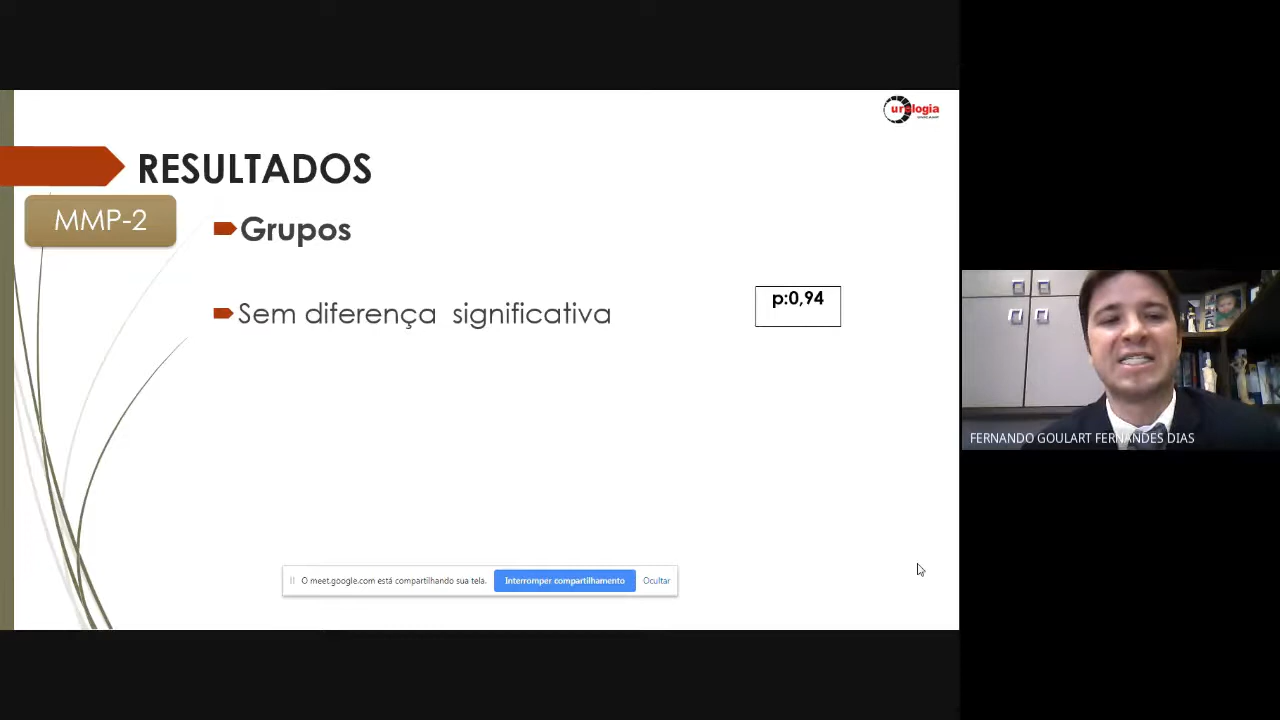 urologia
RESULTADOS
MMP-2
Grupos
Sem diferença significativa
p:0,94
FERNANDO GOULART FERNANDES DIAS
O meet.google.com está compartilhando sua tela.
Interromper compartilhamento
Ocultar